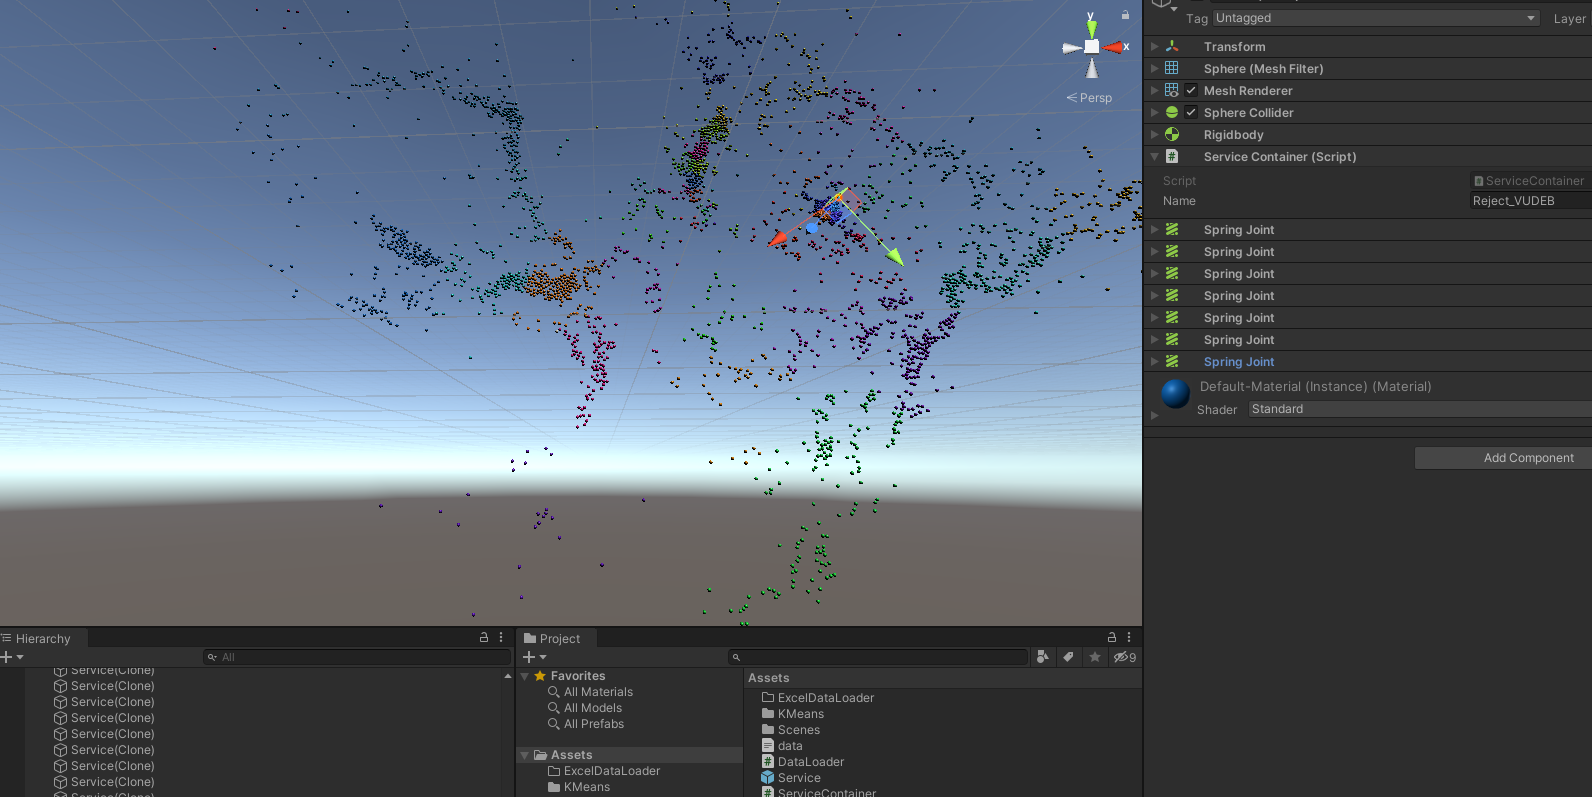 y
x
< Persp
Tag Untagged Layer
Transform
Sphere (Mesh Filter)
Mesh Renderer
Sphere Collider
Rigidbody
Service Container (Script)
Script ServiceContainer
Name Reject_VUDEB
Spring Joint
Spring Joint
Spring Joint
Spring Joint
Spring Joint
Spring Joint
Spring Joint
Default-Material (Instance) (Material)
Shader Standard
Add Component
Hierarchy
All
Service(Clone)
Service(Clone)
Service(Clone)
Service(Clone)
Service(Clone)
Service(Clone)
Service(Clone)
Service(Clone)
Project
9
Favorites
All Materials
All Models
All Prefabs
Assets
ExcelDataLoader
KMeans
Assets
ExcelDataLoader
KMeans
Scenes
data
DataLoader
Service
ServiceContainer